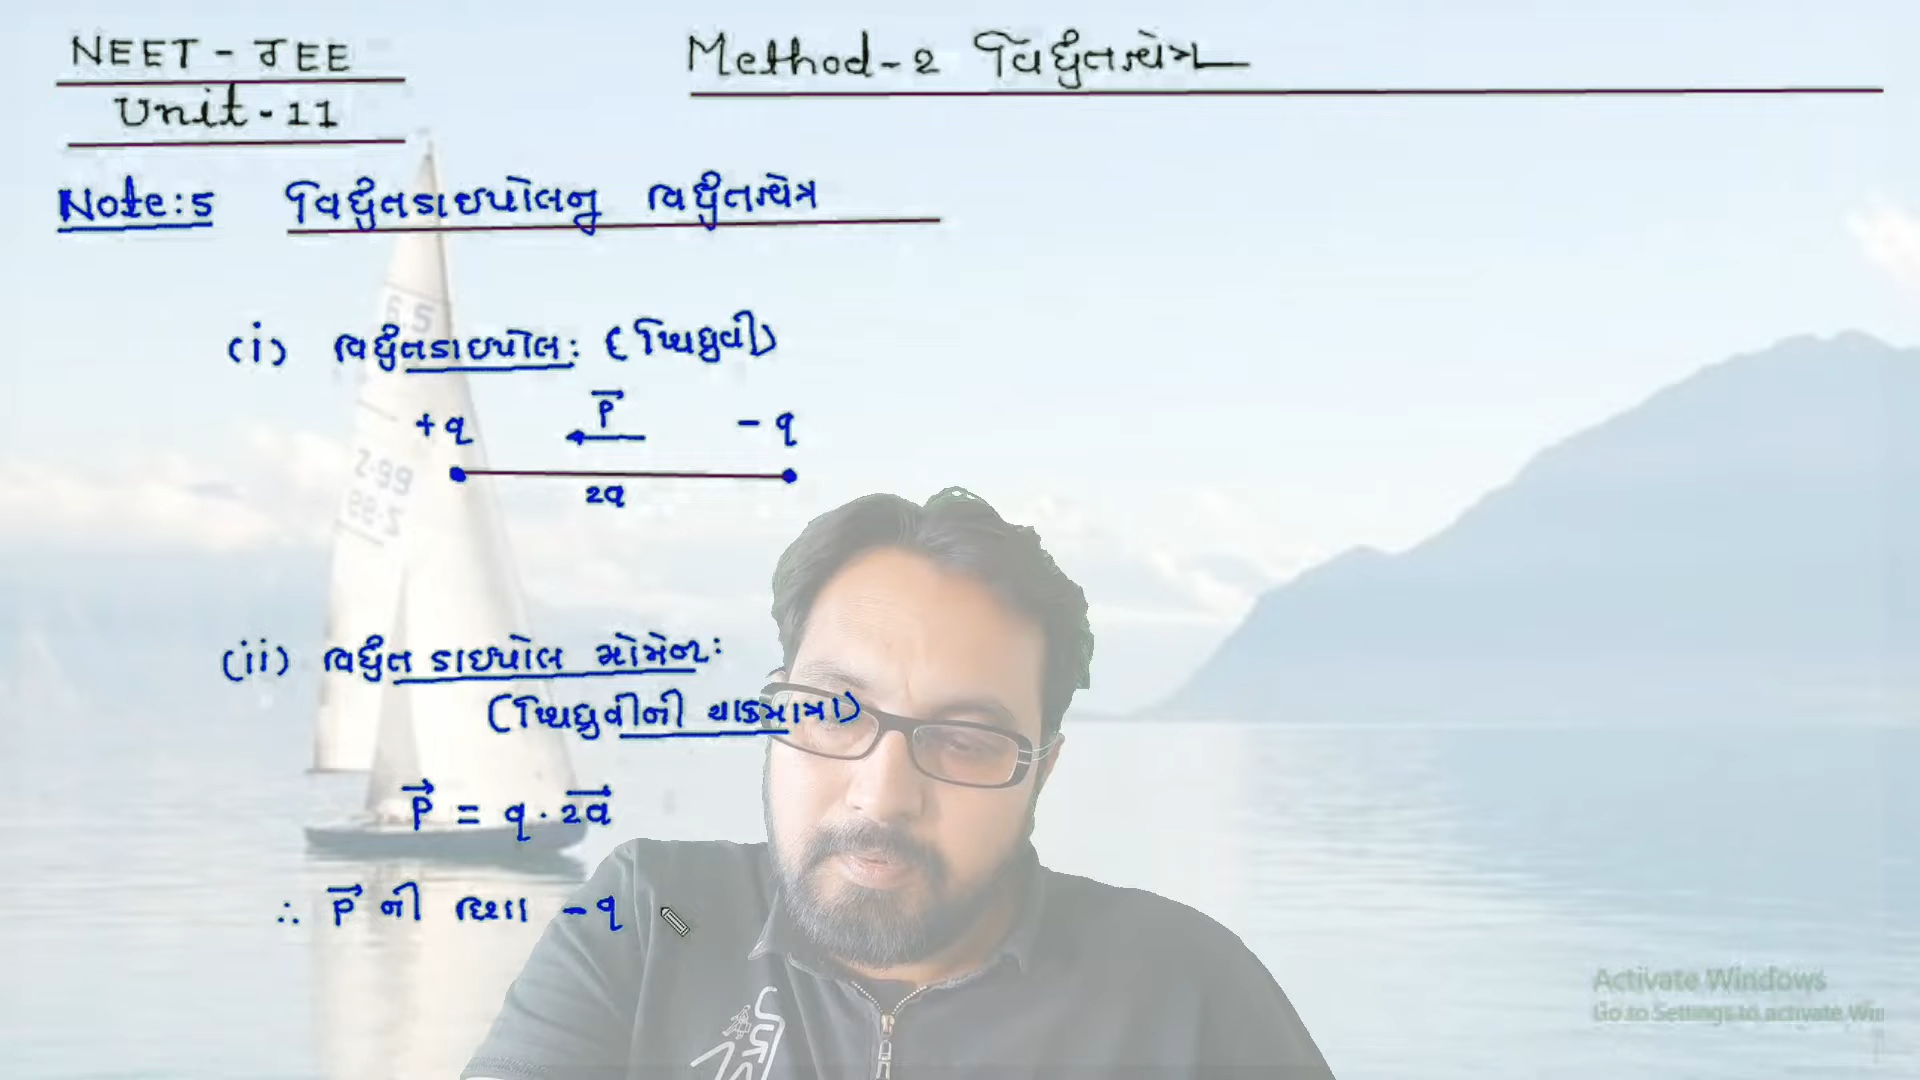 NEET - JEE
Unit - 11
Method-2 વિધુતક્ષેત્ર
Note:5 વિધુતડાઇપોલનુ વિધુતક્ષેત્ર
(i) વિધુતડાઇપોલ: (દ્વિધ્રુવી)
+q P⃗ -q
2a
(ii) વિધુત ડાઇપોલ મોમેન્ટ:
(દ્વિધ્રુવીની ચાકમાત્રા)
P⃗ = q · 2a⃗
∴ P⃗ ની દિશા -q
Activate Windows
Go to Settings to activate Win